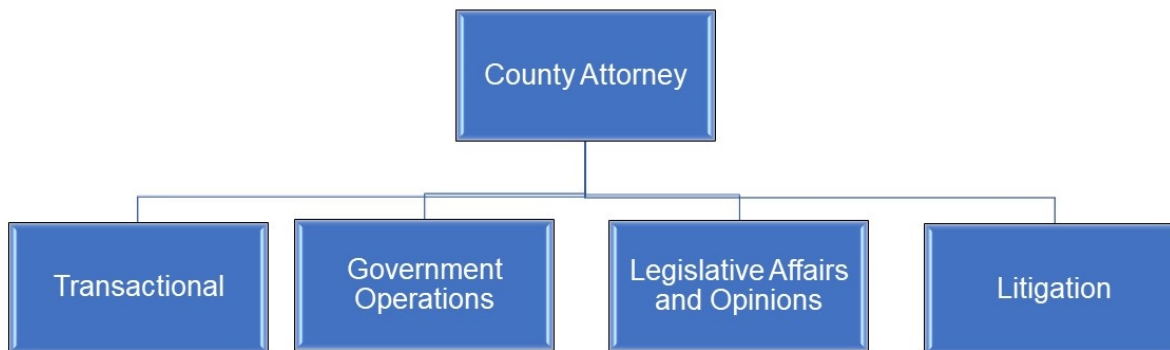 County Attorney
Transactional
Government
Operations
Legislative Affairs
and Opinions
Litigation